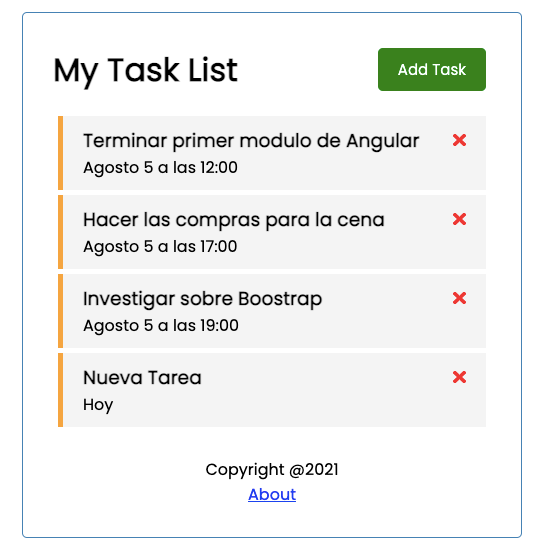 My Task List
Add Task
Terminar primer modulo de Angular
Agosto 5 a las 12:00
Hacer las compras para la cena
Agosto 5 a las 17:00
Investigar sobre Boostrap
Agosto 5 a las 19:00
Nueva Tarea
Hoy
Copyright @2021
About